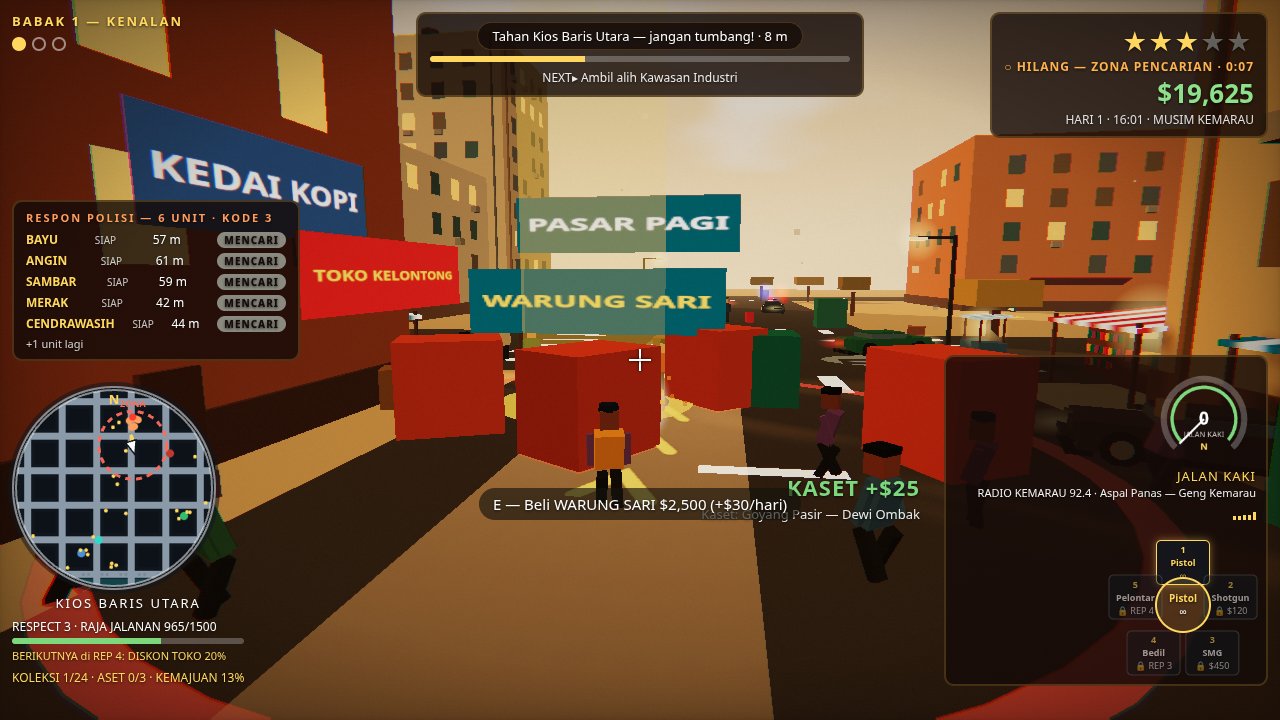 BABAK 1 — KENALAN
Tahan Kios Baris Utara — jangan tumbang! · 8 m
NEXT▸ Ambil alih Kawasan Industri
★★★★★
○ HILANG — ZONA PENCARIAN · 0:07
$19,625
HARI 1 · 16:01 · MUSIM KEMARAU
KEDAI KOPI
TOKO KELONTONG
PASAR PAGI
WARUNG SARI
RESPON POLISI — 6 UNIT · KODE 3
BAYU SIAP 57 m MENCARI
ANGIN SIAP 61 m MENCARI
SAMBAR SIAP 59 m MENCARI
MERAK SIAP 42 m MENCARI
CENDRAWASIH SIAP 44 m MENCARI
+1 unit lagi
N
KIOS BARIS UTARA
RESPECT 3 · RAJA JALANAN 965/1500
BERIKUTNYA di REP 4: DISKON TOKO 20%
KOLEKSI 1/24 · ASET 0/3 · KEMAJUAN 13%
KASET +$25
E — Beli WARUNG SARI $2,500 (+$30/hari)
Kaset: Goyang Pasir — Dewi Ombak
0
JALAN KAKI
N
JALAN KAKI
RADIO KEMARAU 92.4 · Aspal Panas — Geng Kemarau
1
Pistol
∞
5
Pelontar
REP 4
Pistol
∞
2
Shotgun
$120
4
Bedil
REP 3
3
SMG
$450